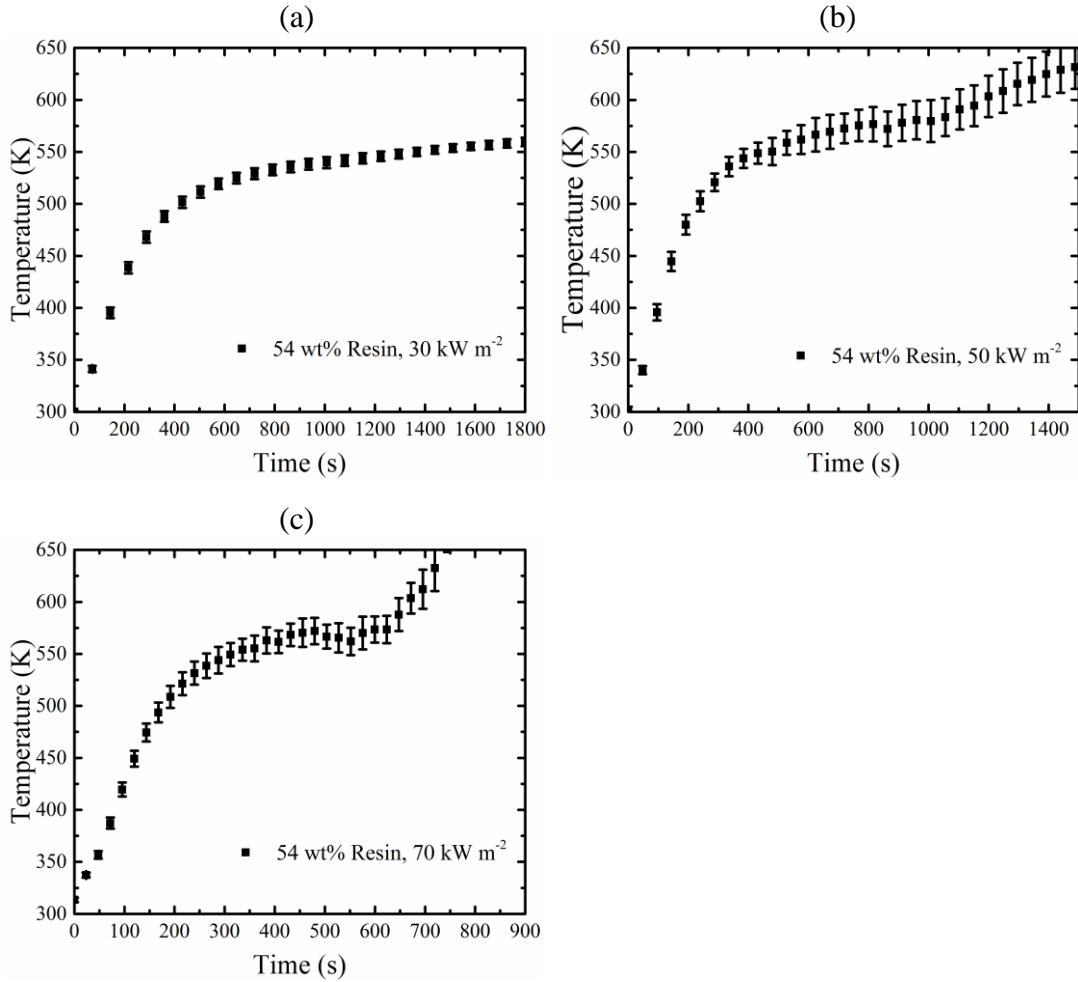 (a)
650
600
550
500
450
400
350
300
Temperature (K)
54 wt% Resin, 30 kW m⁻²
0 200 400 600 800 1000 1200 1400 1600 1800
Time (s)
(b)
650
600
550
500
450
400
350
300
Temperature (K)
54 wt% Resin, 50 kW m⁻²
0 200 400 600 800 1000 1200 1400
Time (s)
(c)
650
600
550
500
450
400
350
300
Temperature (K)
54 wt% Resin, 70 kW m⁻²
0 100 200 300 400 500 600 700 800 900
Time (s)